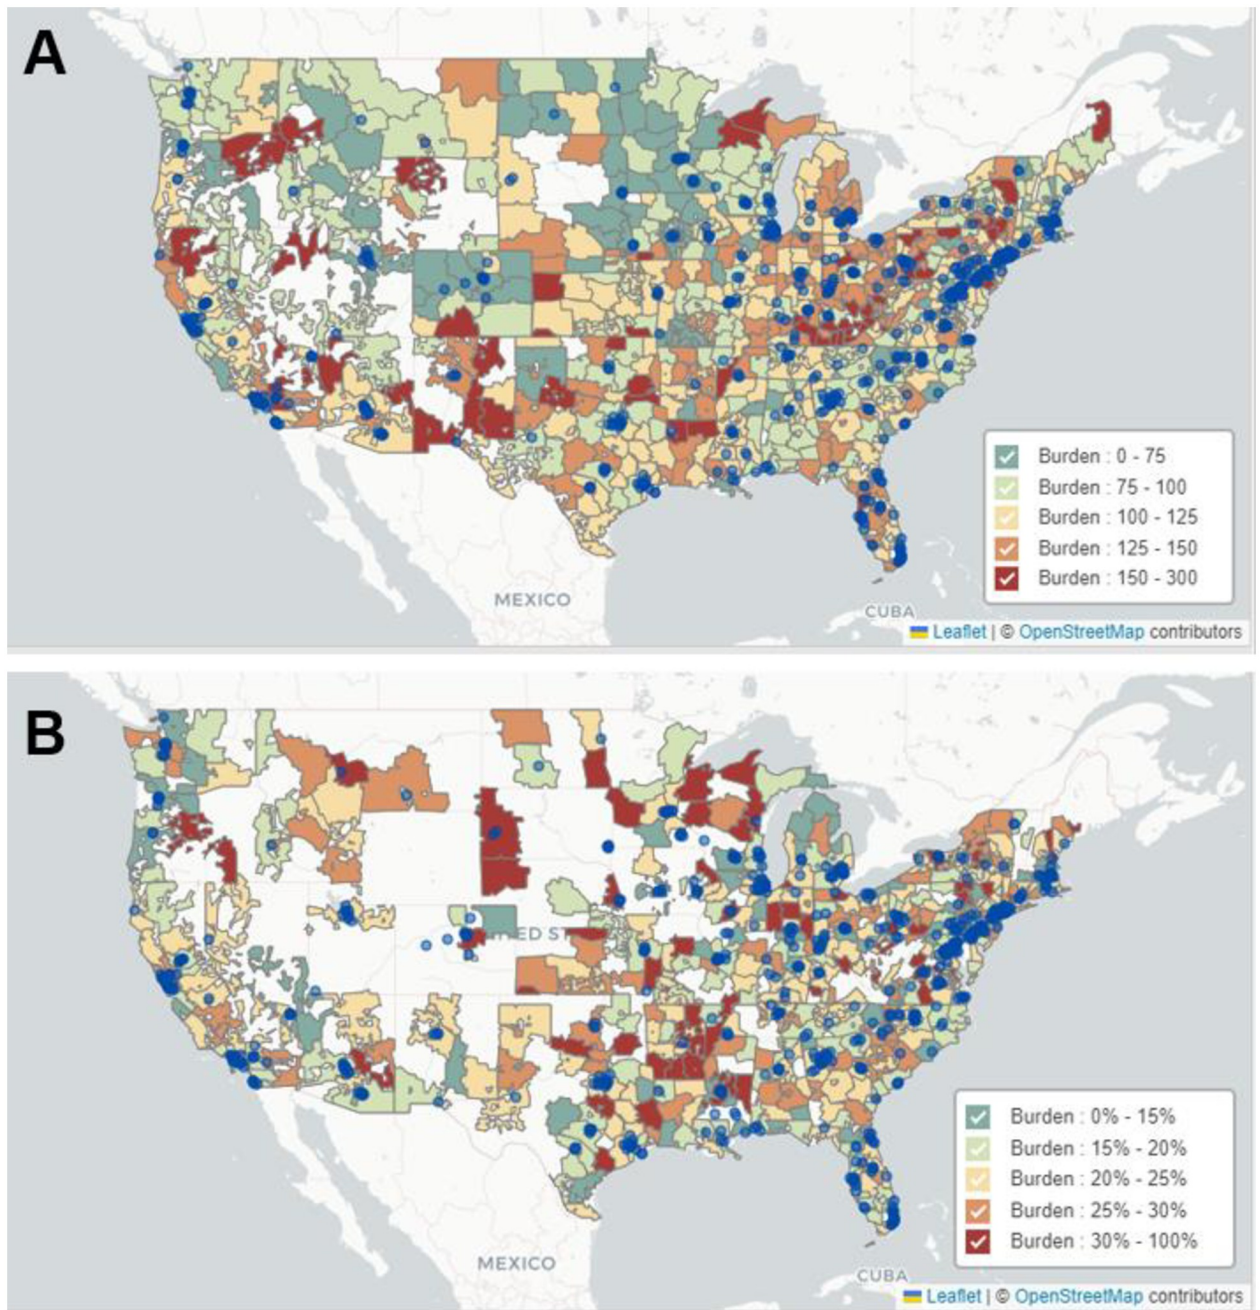 A
Burden : 0 - 75
Burden : 75 - 100
Burden : 100 - 125
Burden : 125 - 150
Burden : 150 - 300
MEXICO
CUBA
Leaflet | © OpenStreetMap contributors
B
ED ST
Burden : 0% - 15%
Burden : 15% - 20%
Burden : 20% - 25%
Burden : 25% - 30%
Burden : 30% - 100%
MEXICO
CUBA
Leaflet | © OpenStreetMap contributors